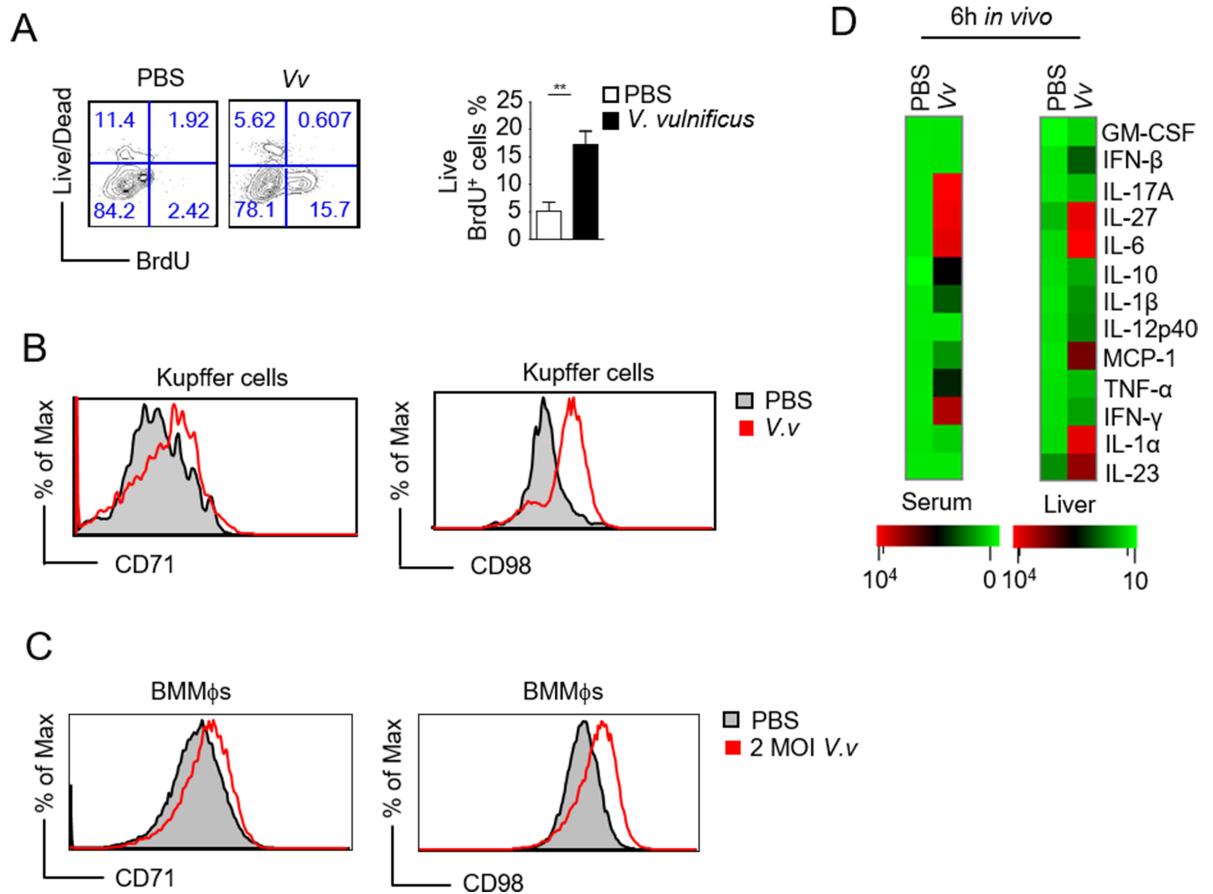 A
PBS
Vv
Live/Dead
11.4
1.92
5.62
0.607
84.2
2.42
78.1
15.7
BrdU
Live
BrdU⁺ cells %
25
20
15
10
5
0
**
PBS
V. vulnificus
B
Kupffer cells
Kupffer cells
% of Max
CD71
% of Max
CD98
PBS
V.v
C
BMMϕs
BMMϕs
% of Max
CD71
% of Max
CD98
PBS
2 MOI V.v
D
6h in vivo
PBS
Vv
PBS
Vv
GM-CSF
IFN-β
IL-17A
IL-27
IL-6
IL-10
IL-1β
IL-12p40
MCP-1
TNF-α
IFN-γ
IL-1α
IL-23
Serum
Liver
10⁴
0
10⁴
10